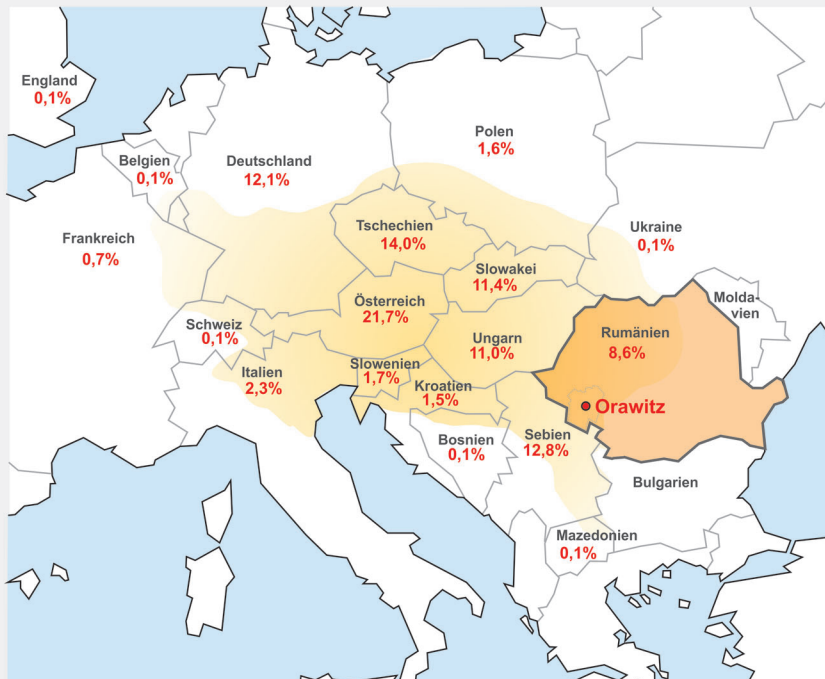 England
0,1%
Polen
1,6%
Belgien
0,1%
Deutschland
12,1%
Tschechien
14,0%
Ukraine
0,1%
Frankreich
0,7%
Slowakei
11,4%
Österreich
21,7%
Molda-
vien
Schweiz
0,1%
Ungarn
11,0%
Rumänien
8,6%
Italien
2,3%
Slowenien
1,7%
Kroatien
1,5%
Orawitz
Bosnien
0,1%
Sebien
12,8%
Bulgarien
Mazedonien
0,1%